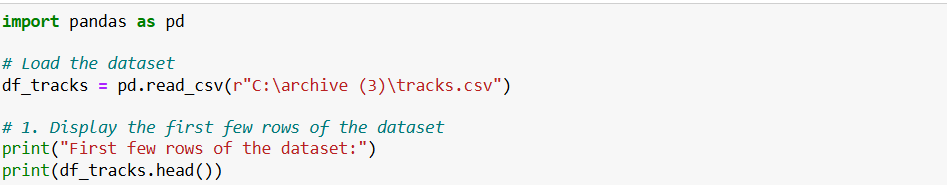 import pandas as pd
# Load the dataset
df_tracks = pd.read_csv(r"C:\archive (3)\tracks.csv")
# 1. Display the first few rows of the dataset
print("First few rows of the dataset:")
print(df_tracks.head())